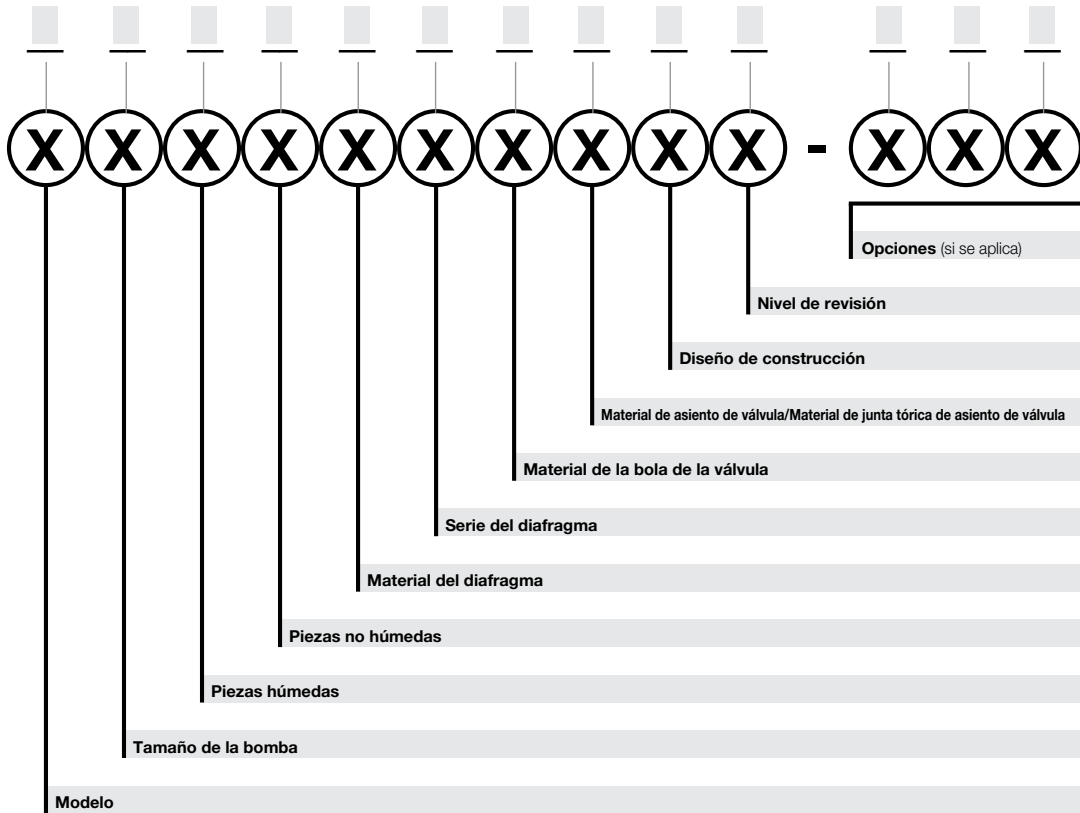 X X X X X X X X X X - X X X
Opciones (si se aplica)
Nivel de revisión
Diseño de construcción
Material de asiento de válvula/Material de junta tórica de asiento de válvula
Material de la bola de la válvula
Serie del diafragma
Material del diafragma
Piezas no húmedas
Piezas húmedas
Tamaño de la bomba
Modelo